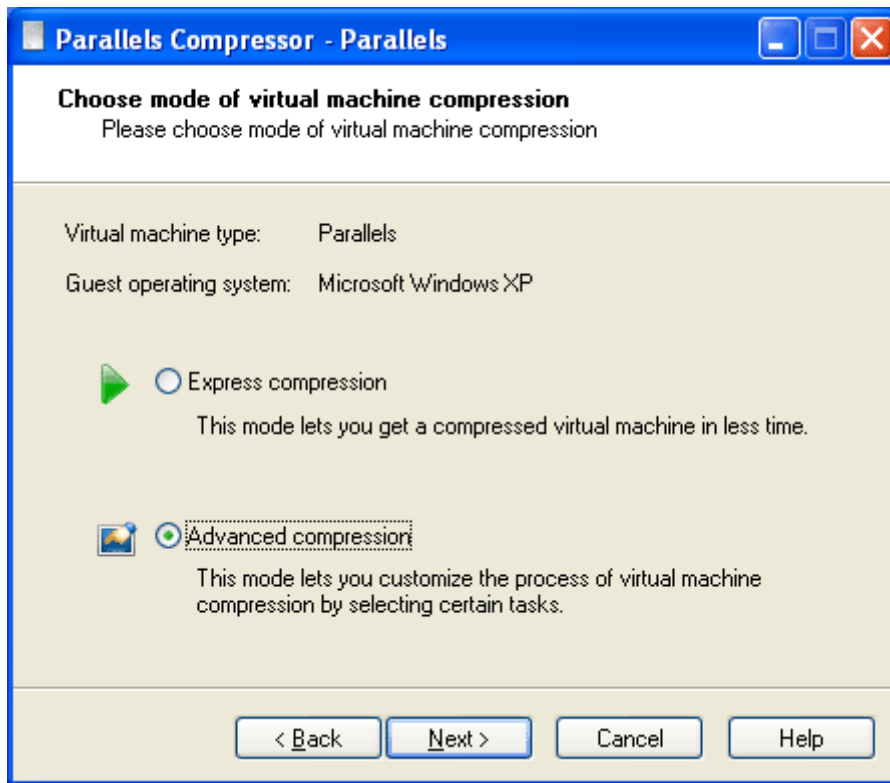 Parallels Compressor - Parallels
Choose mode of virtual machine compression
Please choose mode of virtual machine compression
Virtual machine type: Parallels
Guest operating system: Microsoft Windows XP
Express compression
This mode lets you get a compressed virtual machine in less time.
Advanced compression
This mode lets you customize the process of virtual machine
compression by selecting certain tasks.
< Back Next > Cancel Help